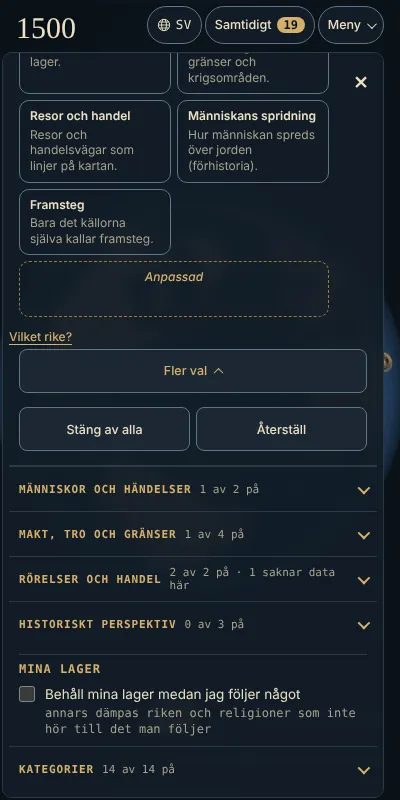 1500
SV
Samtidigt 19
Meny
lager.
gränser och
krigsområden.
Resor och handel
Resor och
handelsvägar som
linjer på kartan.
Människans spridning
Hur människan spreds
över jorden
(förhistoria).
Framsteg
Bara det källorna
själva kallar framsteg.
Anpassad
Vilket rike?
Fler val
Stäng av alla
Återställ
MÄNNISKOR OCH HÄNDELSER 1 av 2 på
MAKT, TRO OCH GRÄNSER 1 av 4 på
RÖRELSER OCH HANDEL 2 av 2 på · 1 saknar data
här
HISTORISKT PERSPEKTIV 0 av 3 på
MINA LAGER
Behåll mina lager medan jag följer något
annars dämpas riken och religioner som inte
hör till det man följer
KATEGORIER 14 av 14 på